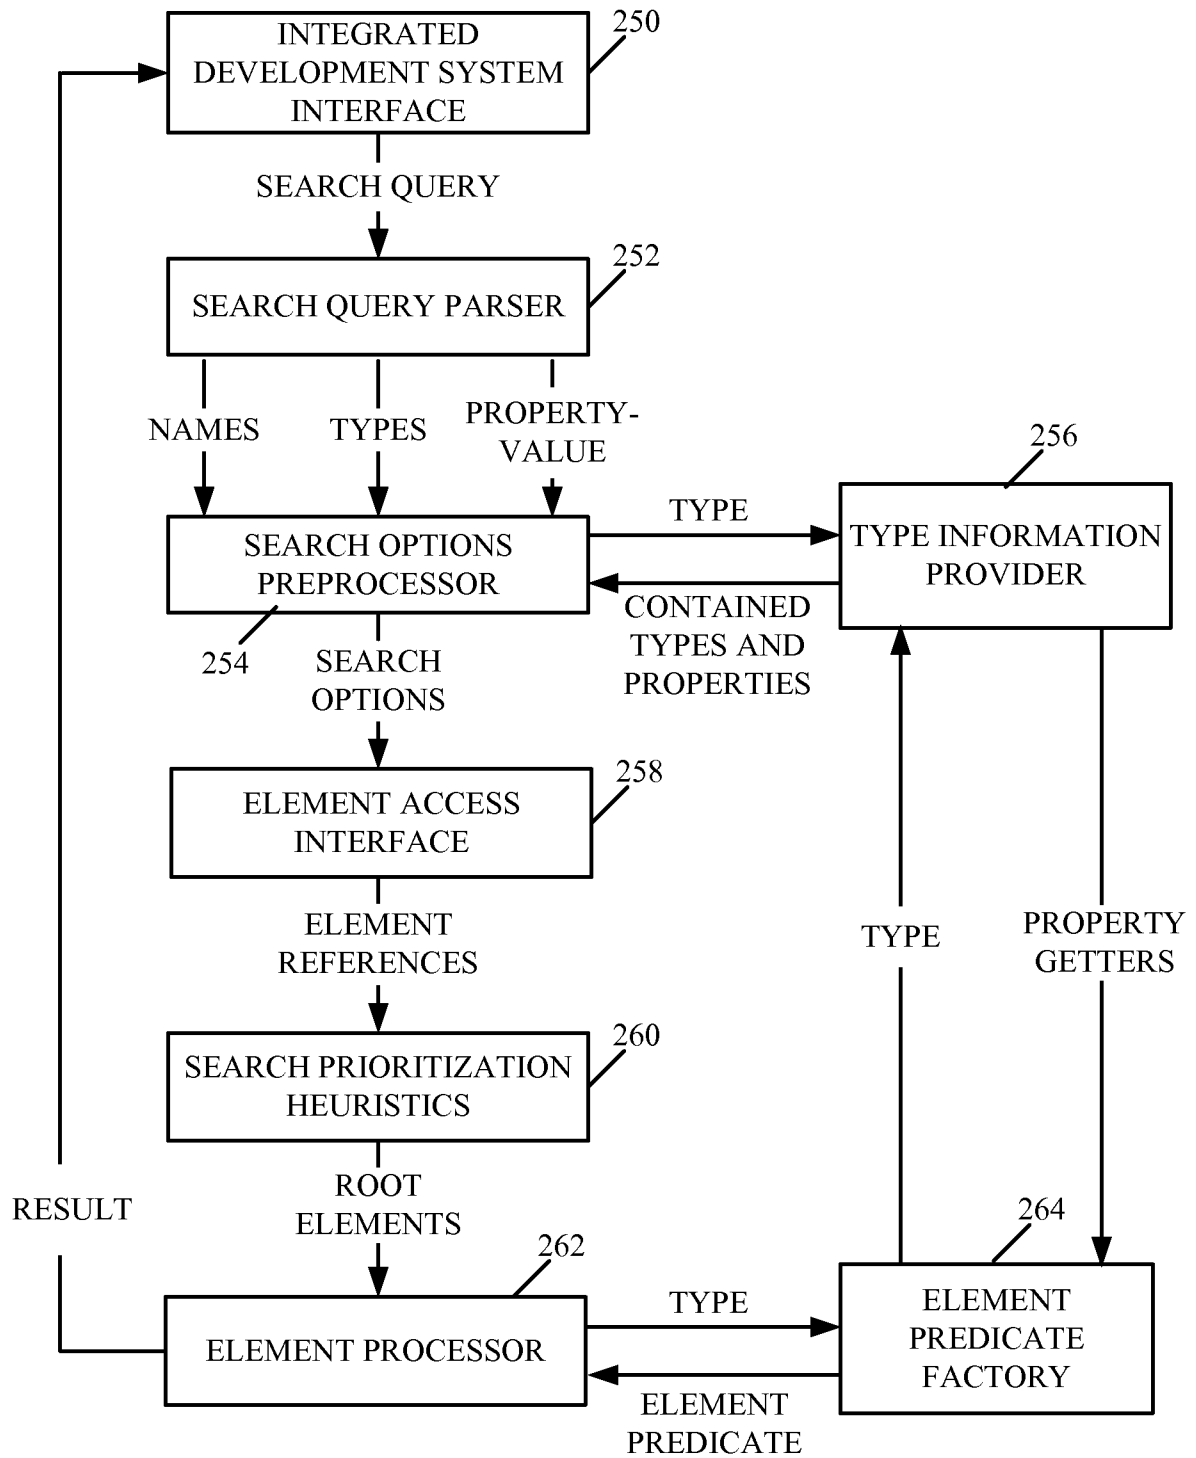 INTEGRATED
DEVELOPMENT SYSTEM
INTERFACE
250
SEARCH QUERY
252
SEARCH QUERY PARSER
NAMES
TYPES
PROPERTY-
VALUE
256
TYPE
SEARCH OPTIONS
PREPROCESSOR
254
TYPE INFORMATION
PROVIDER
CONTAINED
TYPES AND
PROPERTIES
SEARCH
OPTIONS
258
ELEMENT ACCESS
INTERFACE
ELEMENT
REFERENCES
TYPE
PROPERTY
GETTERS
260
SEARCH PRIORITIZATION
HEURISTICS
RESULT
ROOT
ELEMENTS
264
262
ELEMENT PROCESSOR
TYPE
ELEMENT
PREDICATE
FACTORY
ELEMENT
PREDICATE